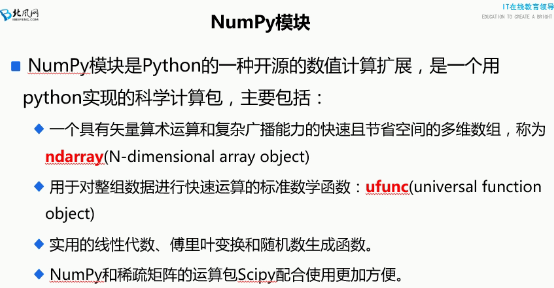 北风网
IT在线教育领导
EDUCATION TO CREATE A BRIGHT
NumPy模块
NumPy模块是Python的一种开源的数值计算扩展，是一个用
python实现的科学计算包，主要包括：
一个具有矢量算术运算和复杂广播能力的快速且节省空间的多维数组，称为
ndarray(N-dimensional array object)
用于对整组数据进行快速运算的标准数学函数：ufunc(universal function
object)
实用的线性代数、傅里叶变换和随机数生成函数。
NumPy和稀疏矩阵的运算包Scipy配合使用更加方便。